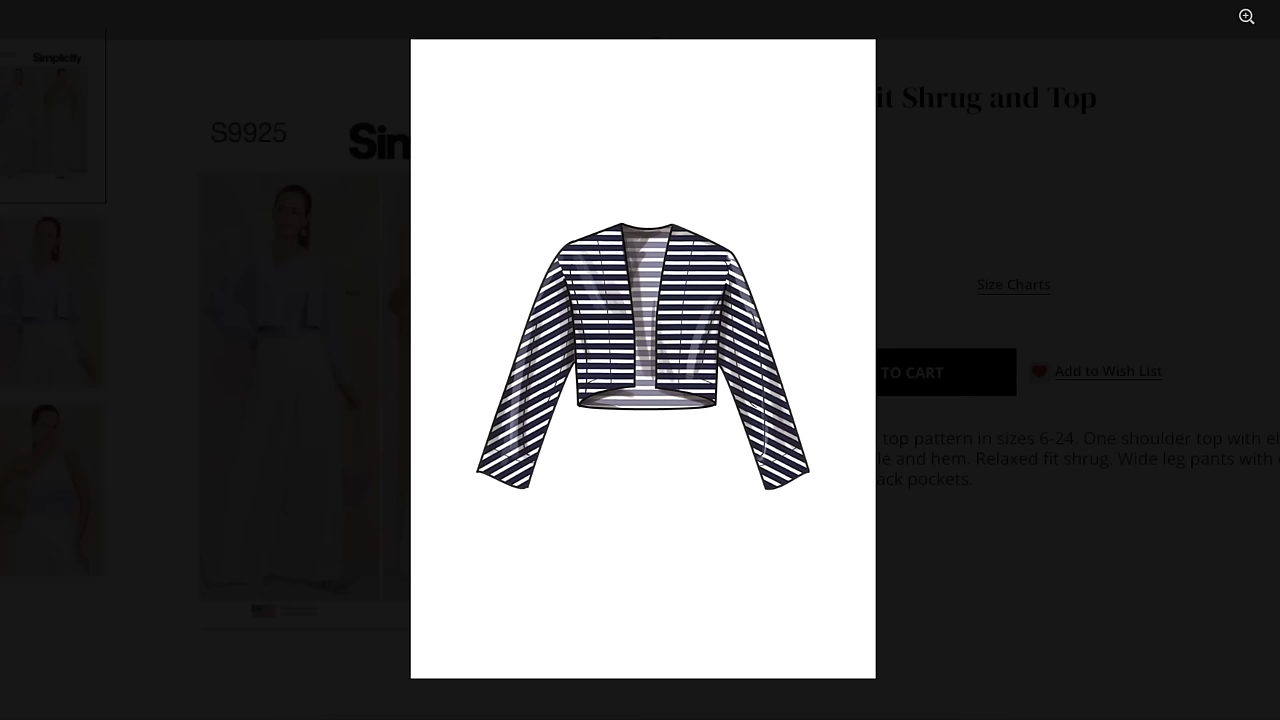 Simplicity
it Shrug and Top
S9925
Sim
Size Charts
TO CART
Add to Wish List
top pattern in sizes 6-24. One shoulder top with el
le and hem. Relaxed fit shrug. Wide leg pants with
ack pockets.